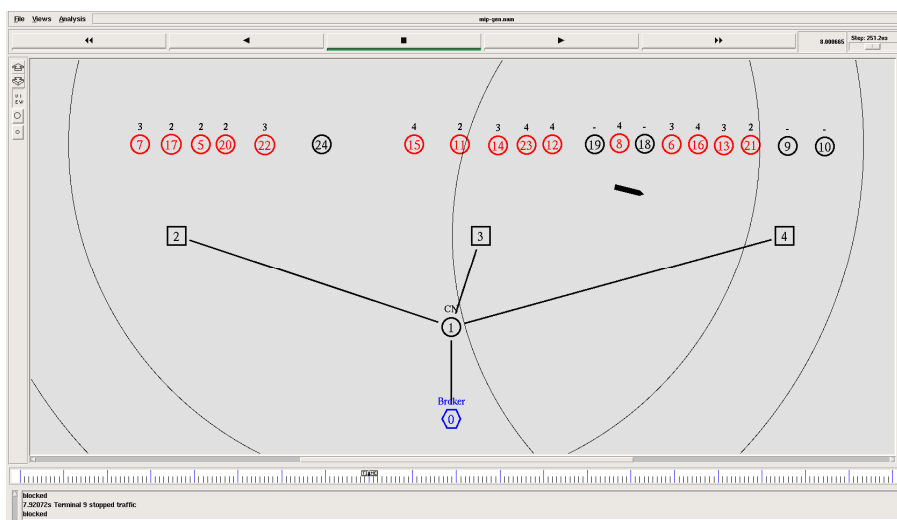 File Views Analysis mip-gen.nam
8.000665 Step: 251.2ms
VI
EW
3 2 2 2 3 4 2 3 4 4 - 4 - 3 4 3 2 - -
7 17 5 20 22 24 15 11 14 23 12 19 8 18 6 16 13 21 9 10
2 3 4
CN
1
Broker
0
TIME
blocked
7.92072s Terminal 9 stopped traffic
blocked